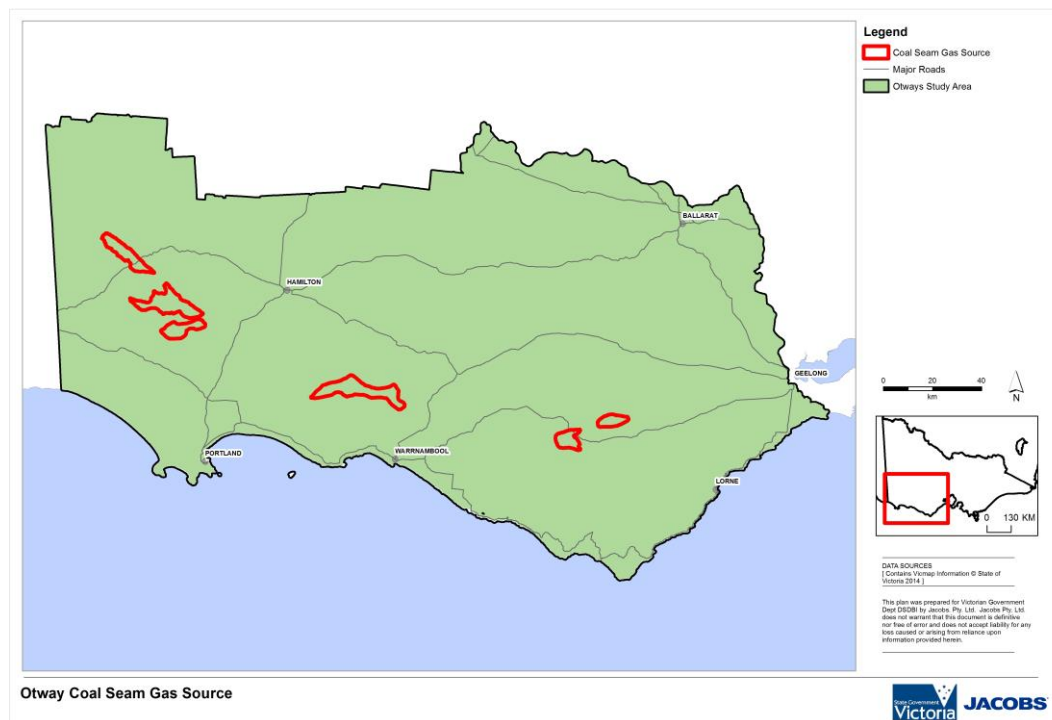 Legend
Coal Seam Gas Source
Major Roads
Otways Study Area
BALLARAT
HAMILTON
GEELONG
PORTLAND
WARRNAMBOOL
LORNE
0 20 40
km
N
0 130 KM
DATA SOURCES
[ Contains Vicmap Information © State of
Victoria 2014 ]
This plan was prepared for Victorian Government
Dept DSDBI by Jacobs. Pty. Ltd. Jacobs Pty. Ltd.
does not warrant that this document is definitive
nor free of error and does not accept liability for any
loss caused or arising from reliance upon
information provided herein.
Otway Coal Seam Gas Source
State Government
Victoria
JACOBS